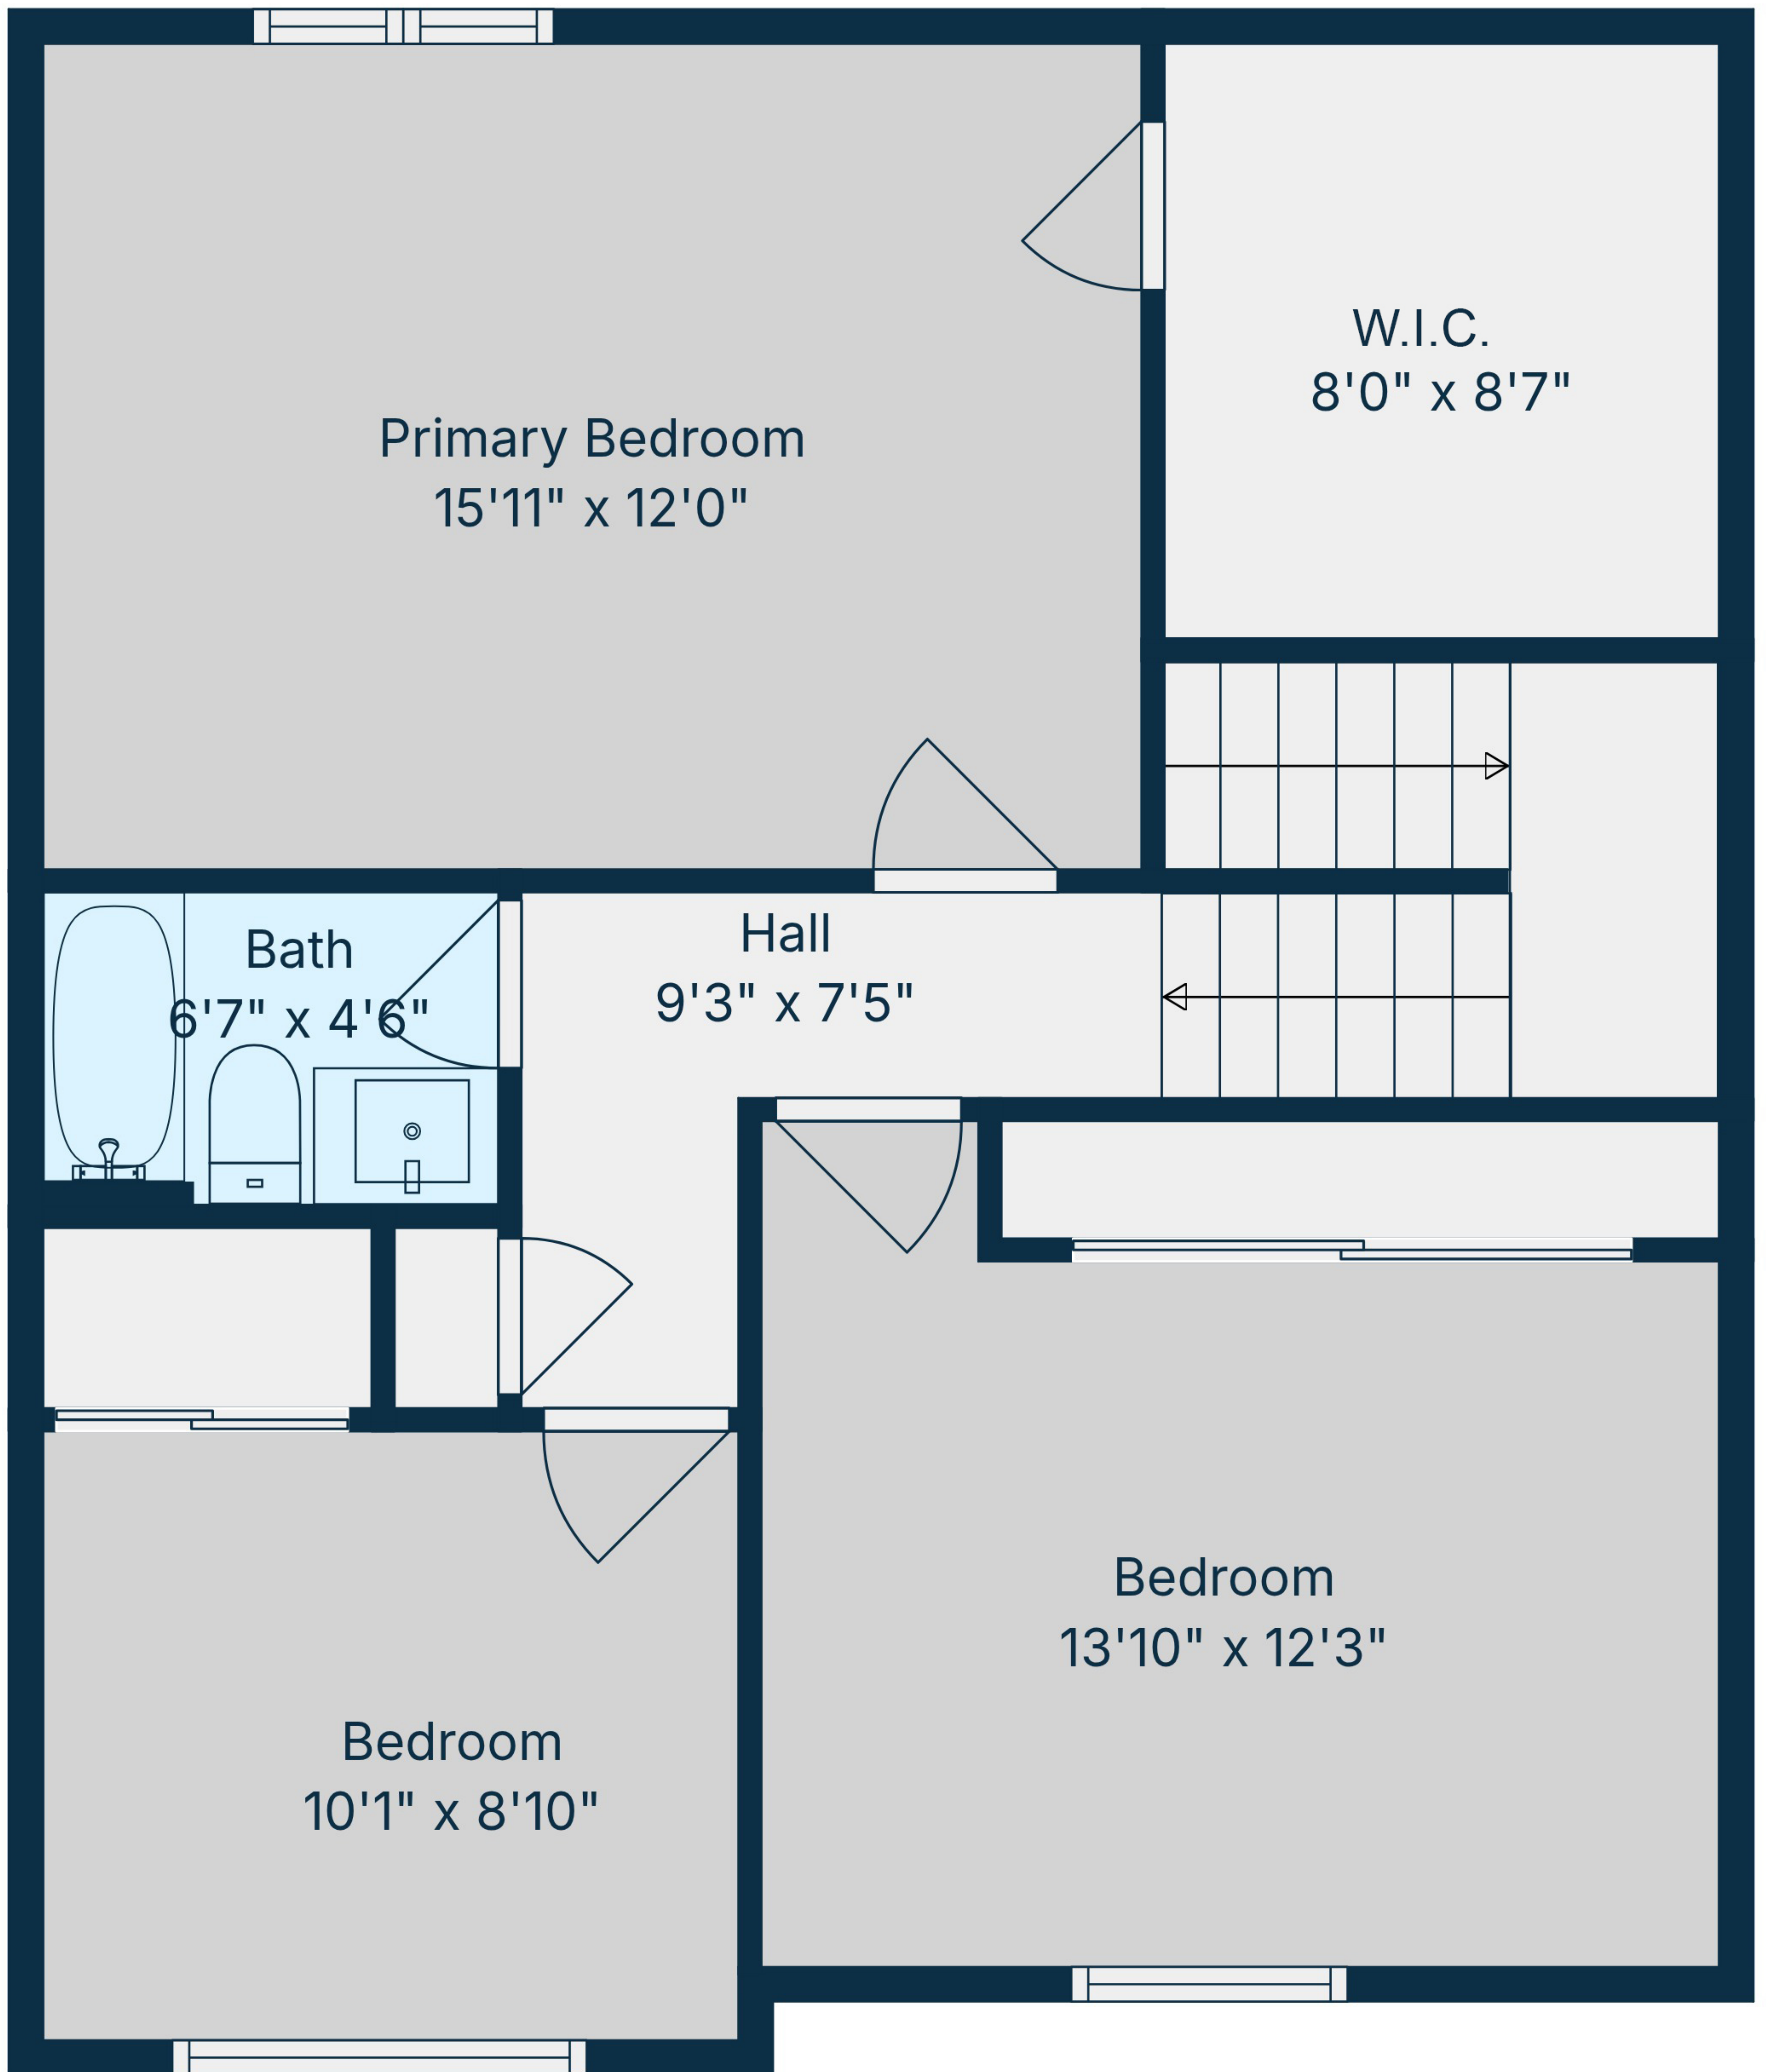 W.I.C.
8'0" x 8'7"
Primary Bedroom
15'11" x 12'0"
Bath
6'7" x 4'6"
Hall
9'3" x 7'5"
Bedroom
13'10" x 12'3"
Bedroom
10'1" x 8'10"